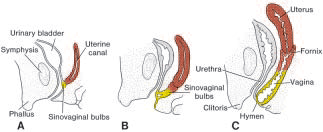 Urinary bladder
Symphysis
Uterine
canal
Phallus
Sinovaginal bulbs
A
Sinovaginal
bulbs
B
Uterus
Fornix
Urethra
Vagina
Clitoris
Hymen
C